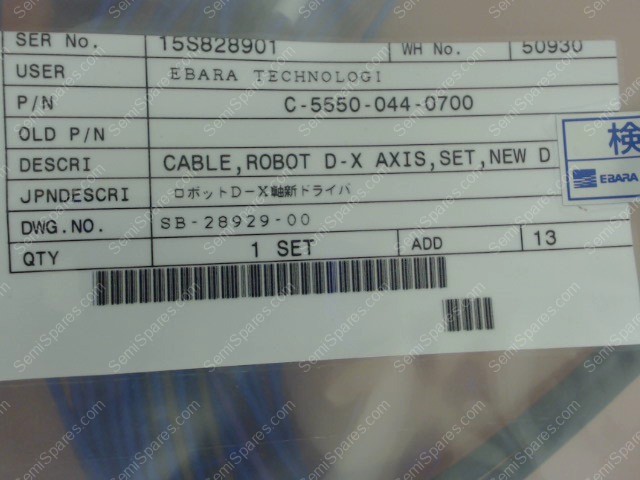 SER No. 15S828901 WH No. 50930
USER EBARA TECHNOLOGI
P/N C-5550-044-0700
OLD P/N
DESCRI CABLE,ROBOT D-X AXIS,SET,NEW D
JPNDESCRI ロボットD-X軸新ドライバ
DWG.NO. SB-28929-00
QTY 1 SET ADD 13
検
EBARA
SemiSpares.com